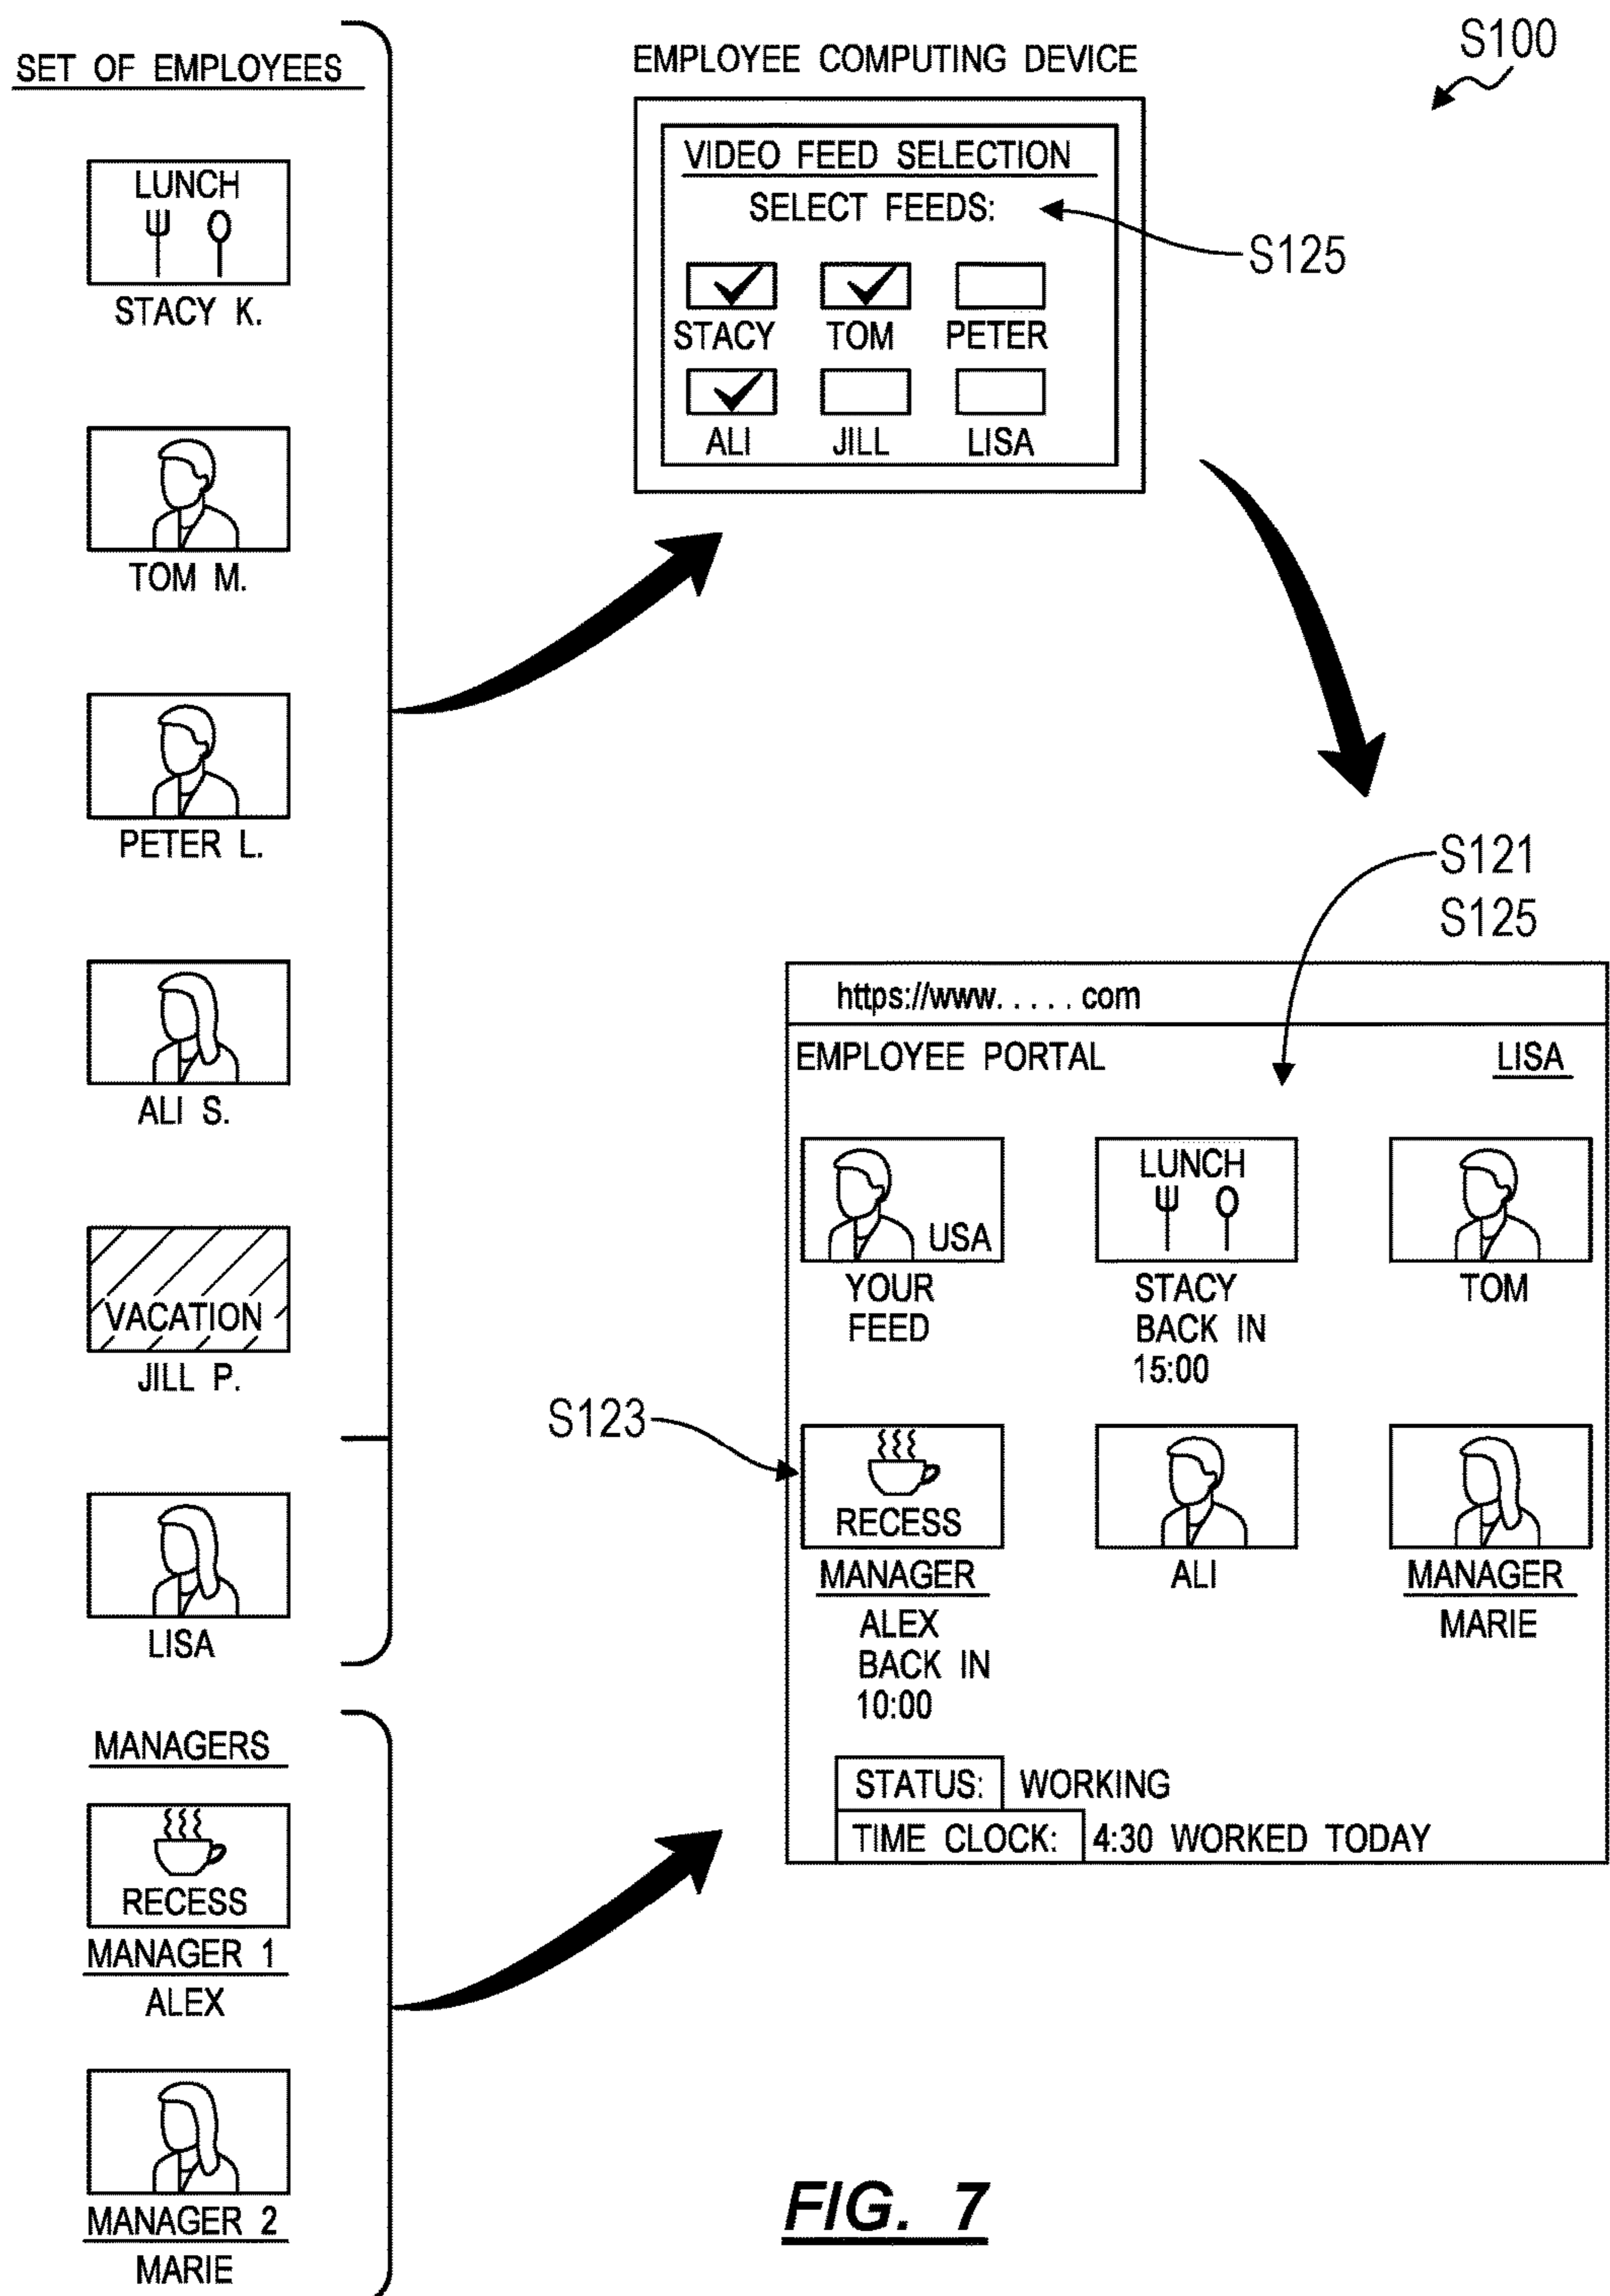 S100
SET OF EMPLOYEES
LUNCH
STACY K.
TOM M.
PETER L.
ALI S.
VACATION
JILL P.
LISA
MANAGERS
RECESS
MANAGER 1
ALEX
MANAGER 2
MARIE
EMPLOYEE COMPUTING DEVICE
VIDEO FEED SELECTION
SELECT FEEDS:
S125
STACY TOM PETER
ALI JILL LISA
S121
S125
https://www. . . . . com
EMPLOYEE PORTAL LISA
USA
YOUR
FEED
LUNCH
STACY
BACK IN
15:00
TOM
S123
RECESS
MANAGER
ALEX
BACK IN
10:00
ALI
MANAGER
MARIE
STATUS: WORKING
TIME CLOCK: 4:30 WORKED TODAY
FIG. 7